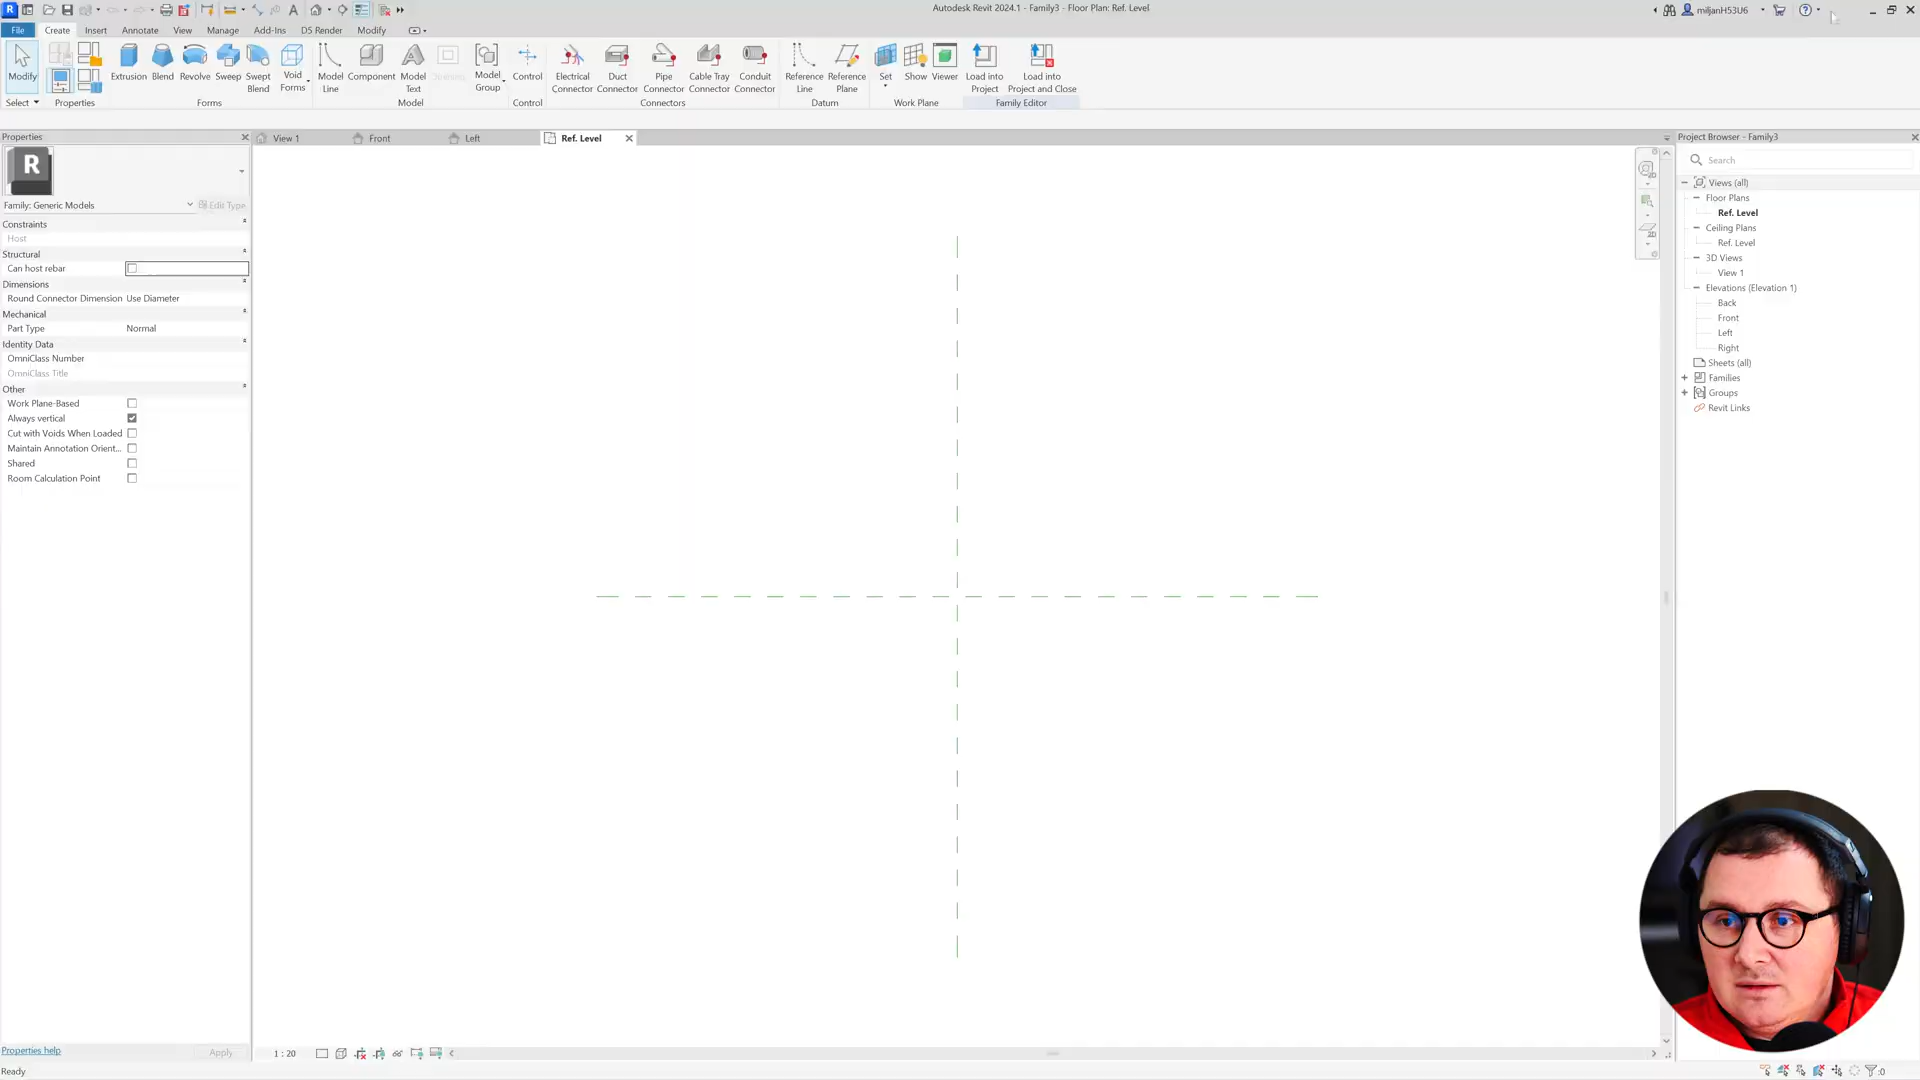 Autodesk Revit 2024.1 - Family3 - Floor Plan: Ref. Level
miljanH53U6
File
Create
Insert
Annotate
View
Manage
Add-Ins
D5 Render
Modify
Modify
Extrusion
Blend
Revolve
Sweep
Swept
Blend
Void
Forms
Model
Line
Component
Model
Text
Model
Group
Control
Electrical
Connector
Duct
Connector
Pipe
Connector
Cable Tray
Connector
Conduit
Connector
Reference
Line
Reference
Plane
Set
Show
Viewer
Load into
Project
Load into
Project and Close
Select
Properties
Forms
Model
Control
Connectors
Datum
Work Plane
Family Editor
Properties
View 1
Front
Left
Ref. Level
Project Browser - Family3
R
Family: Generic Models
Edit Type
Constraints
Host
Structural
Can host rebar
Dimensions
Round Connector Dimension Use Diameter
Mechanical
Part Type Normal
Identity Data
OmniClass Number
OmniClass Title
Other
Work Plane-Based
Always vertical
Cut with Voids When Loaded
Maintain Annotation Orient...
Shared
Room Calculation Point
Search
Views (all)
Floor Plans
Ref. Level
Ceiling Plans
Ref. Level
3D Views
View 1
Elevations (Elevation 1)
Back
Front
Left
Right
Sheets (all)
Families
Groups
Revit Links
Properties help
Apply
1 : 20
Ready
:0